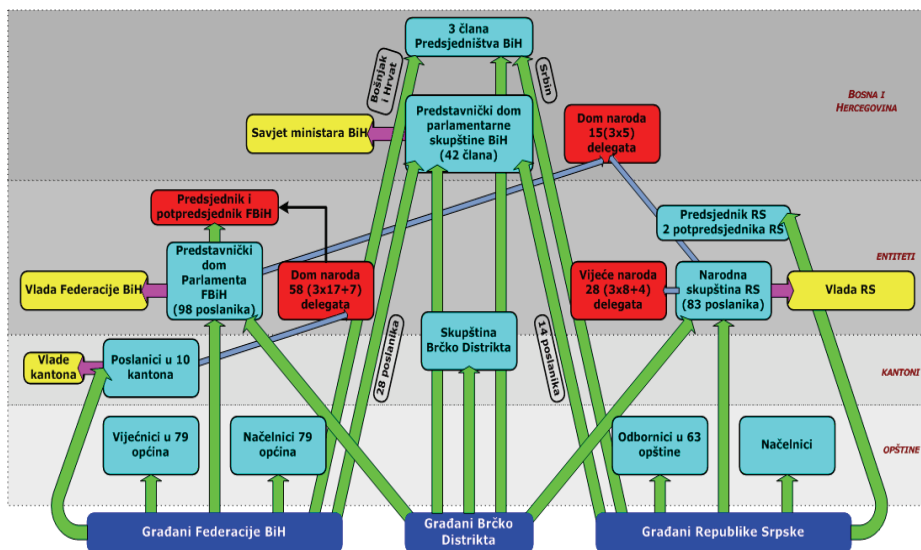 3 člana
Predsjedništva BiH
Bošnjak
i Hrvat
Srbin
BOSNA I
HERCEGOVINA
Savjet ministara BiH
Predstavnički dom
parlamentarne
skupštine BiH
(42 člana)
Dom naroda
15(3x5)
delegata
Predsjednik i
potpredsjednik FBiH
Predsjednik RS
2 potpredsjednika RS
ENTITETI
Vlada Federacije BiH
Predstavnički
dom
Parlamenta
FBiH
(98 poslanika)
Dom naroda
58 (3x17+7)
delegata
Vijeće naroda
28 (3x8+4)
delegata
Narodna
skupština RS
(83 poslanika)
Vlada RS
Vlade
kantona
Poslanici u 10
kantona
28 poslanika
Skupština
Brčko Distrikta
14 poslanika
KANTONI
Vijećnici u 79
općina
Načelnici 79
općina
Odbornici u 63
opštine
Načelnici
OPŠTINE
Građani Federacije BiH
Građani Brčko
Distrikta
Građani Republike Srpske